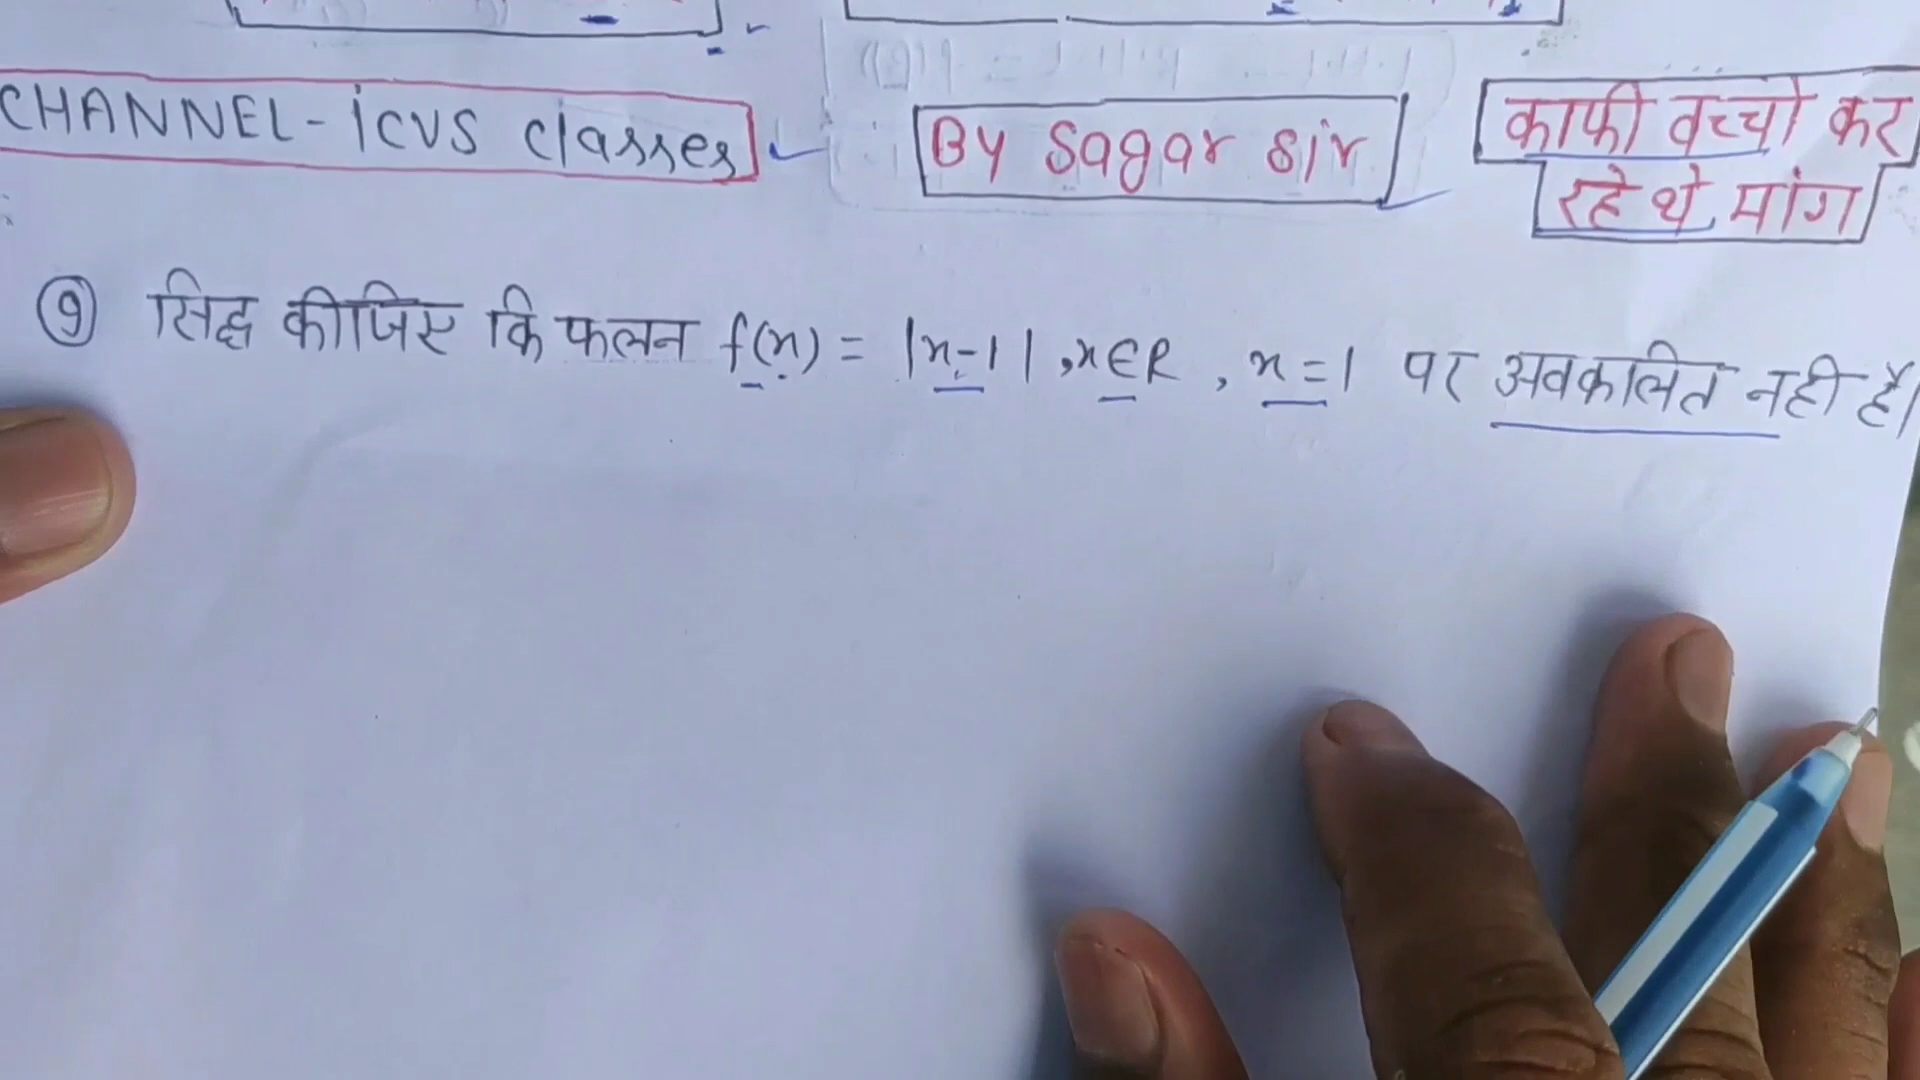 CHANNEL-iCVS classes
By Sagar sir
काफी बच्चो कर
रहे थे मांग
⑨ सिद्ध कीजिए कि फलन f(x) = |x-1| ,x∈R , x=1 पर अवकलित नही है।